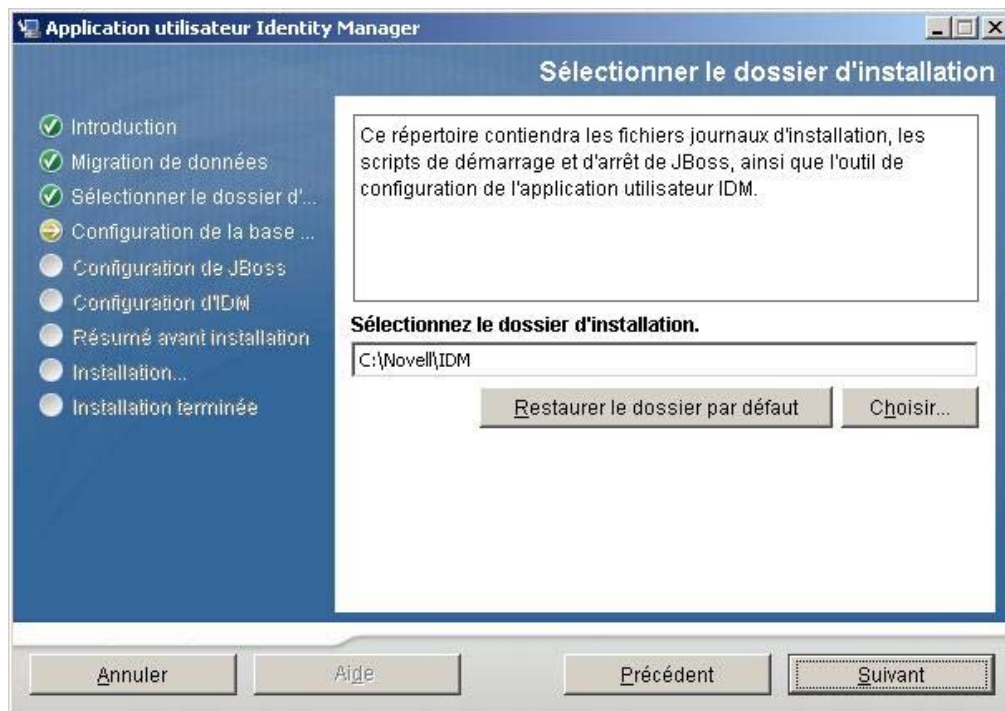 Application utilisateur Identity Manager
Sélectionner le dossier d'installation
Introduction
Migration de données
Sélectionner le dossier d'...
Configuration de la base ...
Configuration de JBoss
Configuration d'IDM
Résumé avant installation
Installation...
Installation terminée
Ce répertoire contiendra les fichiers journaux d'installation, les
scripts de démarrage et d'arrêt de JBoss, ainsi que l'outil de
configuration de l'application utilisateur IDM.
Sélectionnez le dossier d'installation.
C:\Novell\IDM
Restaurer le dossier par défaut
Choisir...
Annuler
Aide
Précédent
Suivant